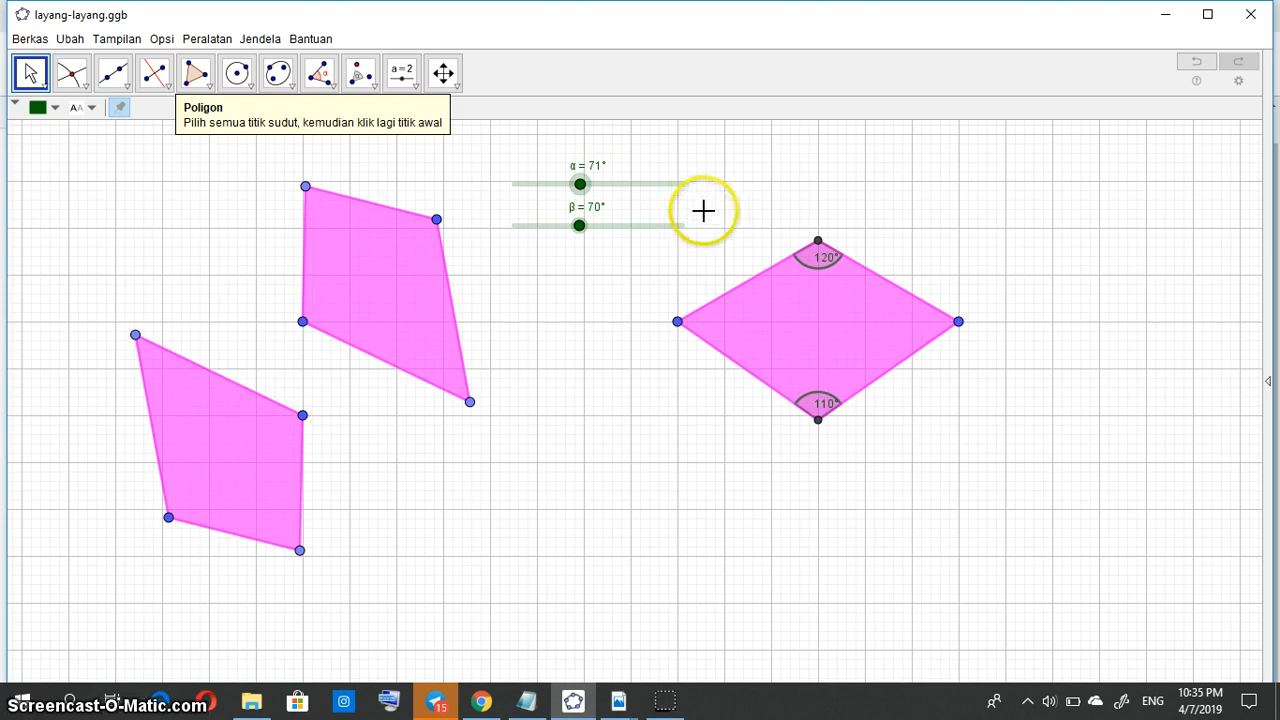 layang-layang.ggb
Berkas Ubah Tampilan Opsi Peralatan Jendela Bantuan
α
a = 2
AA
Poligon
Pilih semua titik sudut, kemudian klik lagi titik awal
α = 71°
β = 70°
120°
110°
15
ENG
10:35 PM
4/7/2019
Screencast-O-Matic.com